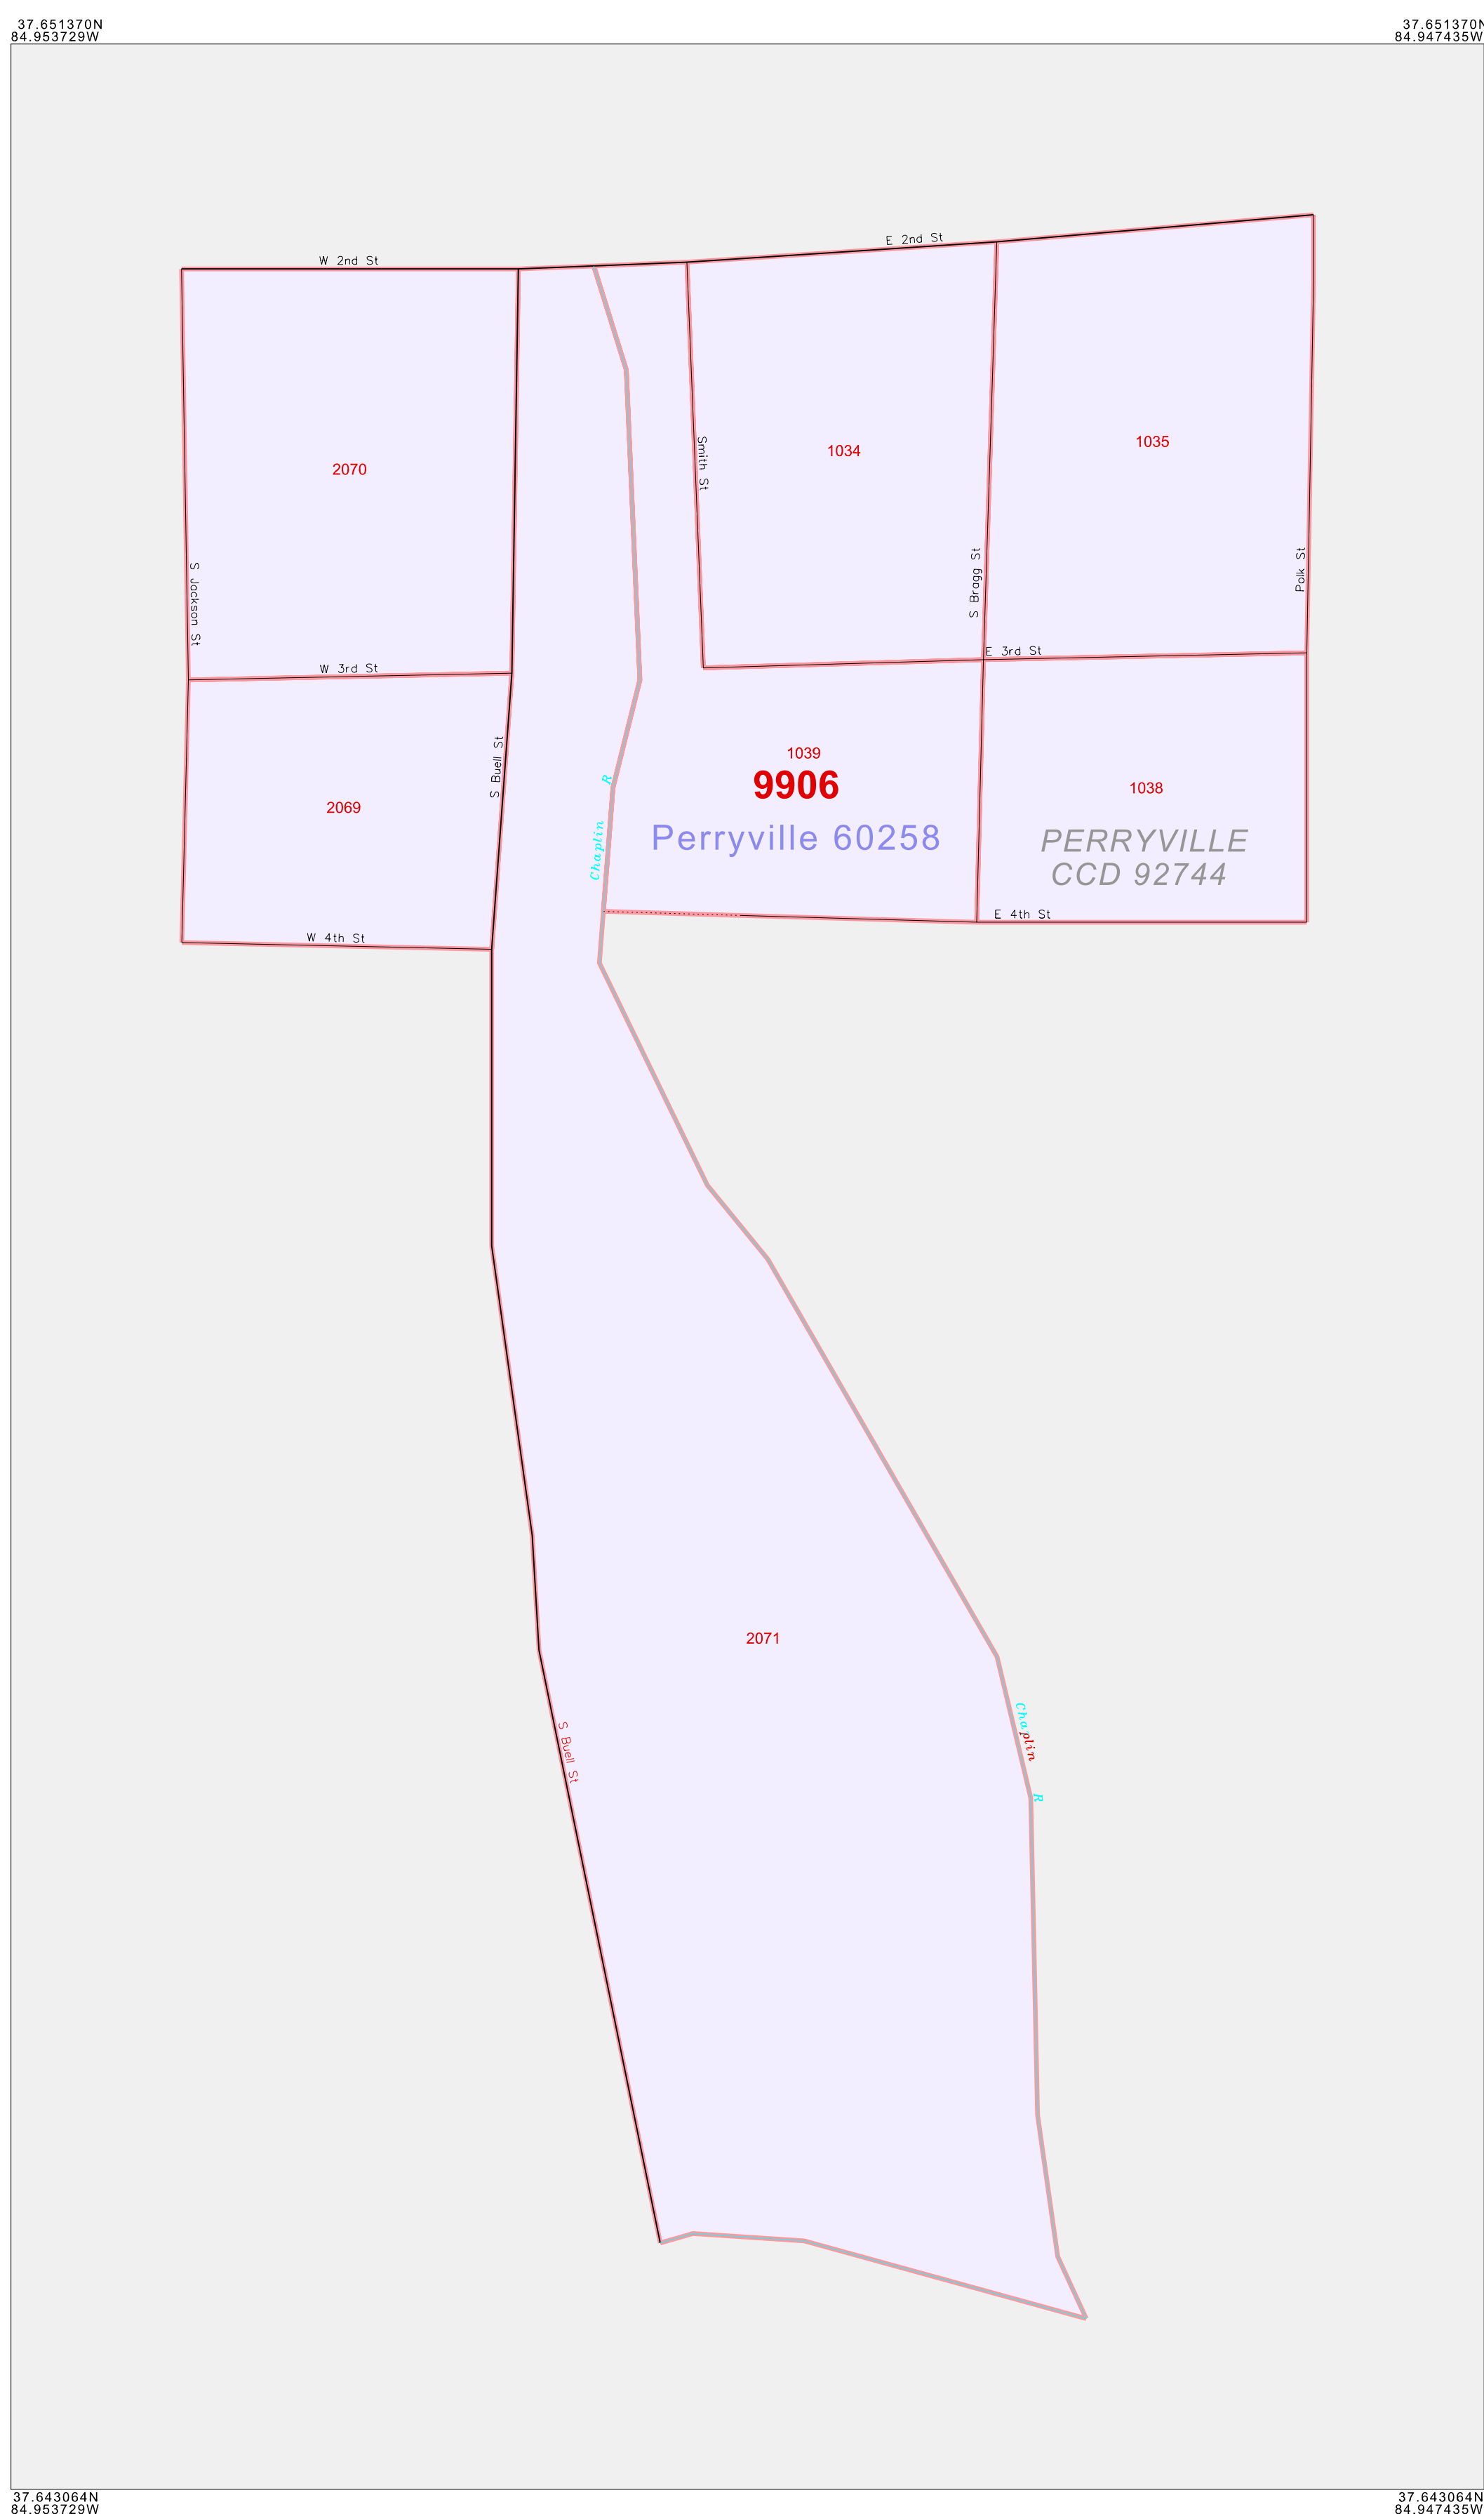 37.651370N
84.953729W
37.651370N
84.947435W
E 2nd St
W 2nd St
1035
1034
Smith St
2070
S Bragg St
Polk St
S Jackson St
E 3rd St
W 3rd St
1039
S Buell St
R
9906
1038
2069
Perryville 60258
PERRYVILLE
Chaplin
CCD 92744
E 4th St
W 4th St
2071
Chaplin
S Buell St
R
37.643064N
84.953729W
37.643064N
84.947435W